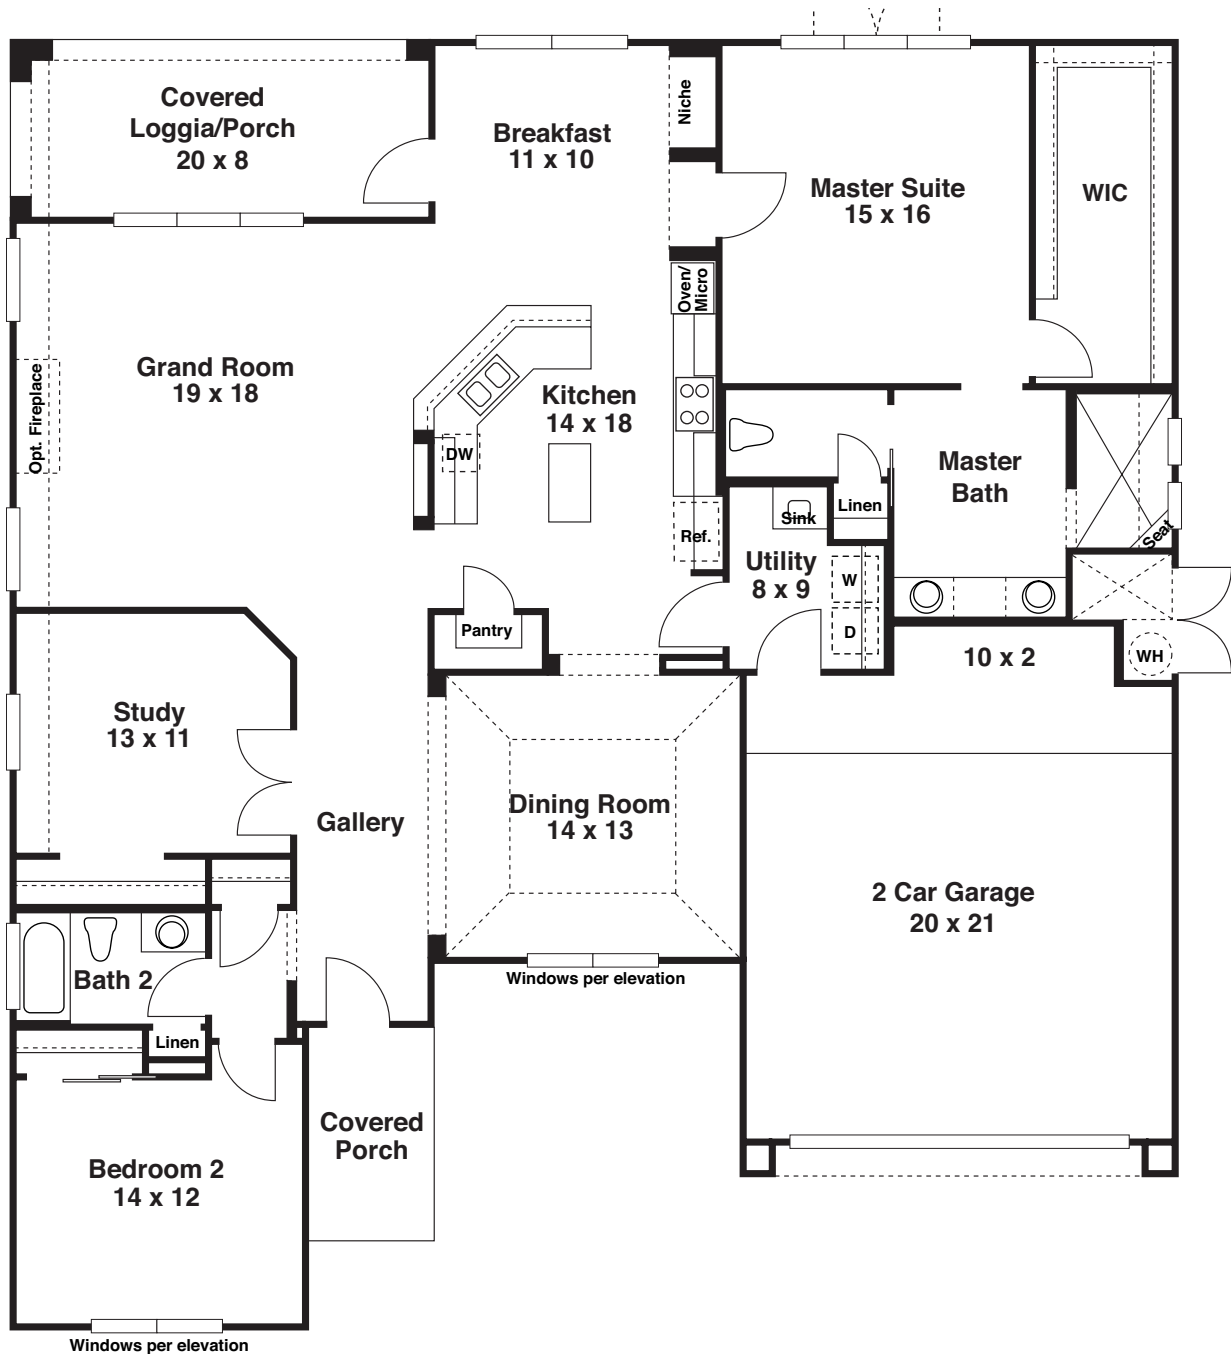 Covered
Loggia/Porch
20 x 8
Breakfast
11 x 10
Niche
Master Suite
15 x 16
WIC
Oven/
Micro
Grand Room
19 x 18
Opt. Fireplace
Kitchen
14 x 18
DW
Master
Bath
Linen
Sink
Seat
Ref.
Utility
8 x 9
W
D
Pantry
10 x 2
WH
Study
13 x 11
Gallery
Dining Room
14 x 13
2 Car Garage
20 x 21
Windows per elevation
Bath 2
Linen
Covered
Porch
Bedroom 2
14 x 12
Windows per elevation